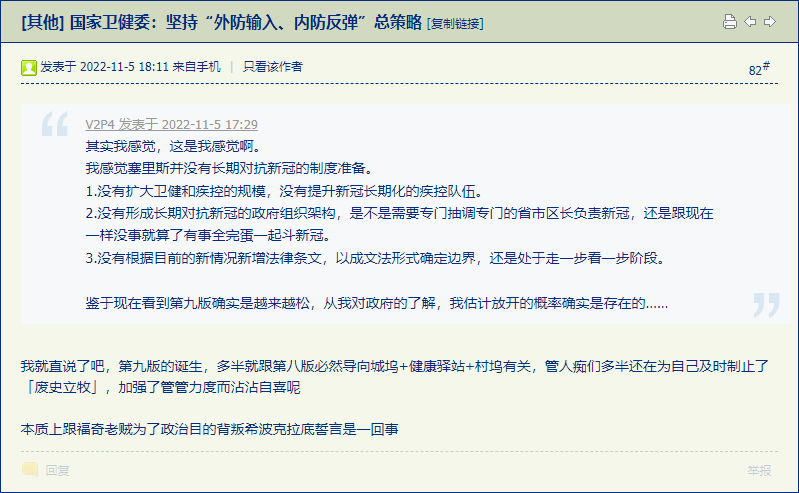 [其他] 国家卫健委：坚持“外防输入、内防反弹”总策略 [复制链接]
发表于 2022-11-5 18:11 来自手机 | 只看该作者
82#
V2P4 发表于 2022-11-5 17:29
其实我感觉，这是我感觉啊。
我感觉塞里斯并没有长期对抗新冠的制度准备。
1.没有扩大卫健和疾控的规模，没有提升新冠长期化的疾控队伍。
2.没有形成长期对抗新冠的政府组织架构，是不是需要专门抽调专门的省市区长负责新冠，还是跟现在
一样没事就算了有事全完蛋一起斗新冠。
3.没有根据目前的新情况新增法律条文，以成文法形式确定边界，还是处于走一步看一步阶段。
鉴于现在看到第九版确实是越来越松，从我对政府的了解，我估计放开的概率确实是存在的......
我就直说了吧，第九版的诞生，多半就跟第八版必然导向城坞+健康驿站+村坞有关，管人痴们多半还在为自己及时制止了
「废史立牧」，加强了管管力度而沾沾自喜呢
本质上跟福奇老贼为了政治目的背叛希波克拉底誓言是一回事
回复
举报